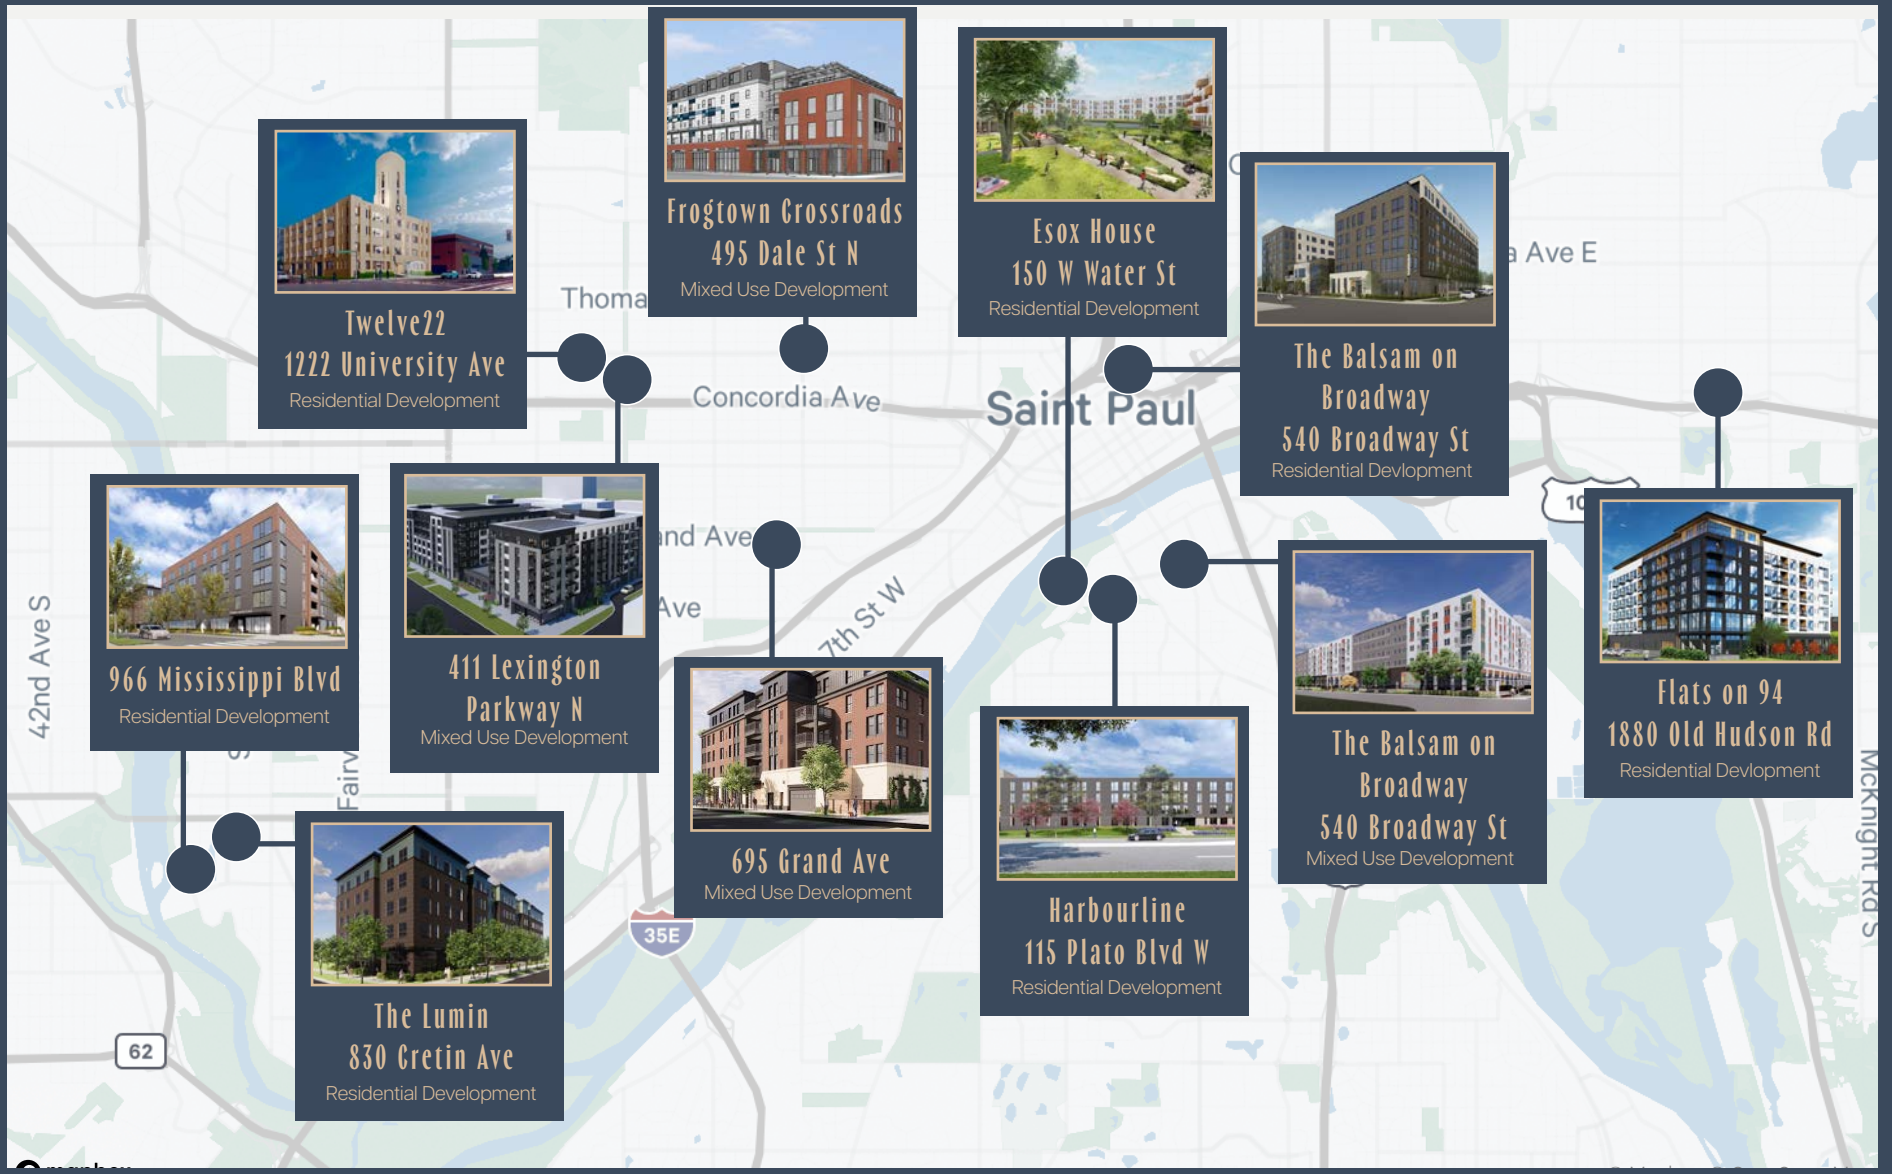 Frogtown Crossroads
495 Dale St N
Mixed Use Development
Esox House
150 W Water St
Residential Development
Twelve22
1222 University Ave
Residential Development
The Balsam on
Broadway
540 Broadway St
Residential Devlopment
a Ave E
Thoma
Concordia Ave
Saint Paul
966 Mississippi Blvd
Residential Development
411 Lexington
Parkway N
Mixed Use Development
and Ave
Ave
7th St W
10
42nd Ave S
695 Grand Ave
Mixed Use Development
The Balsam on
Broadway
540 Broadway St
Mixed Use Development
Flats on 94
1880 Old Hudson Rd
Residential Devlopment
McKnight Rd S
S
Fairv
35E
Harbourline
115 Plato Blvd W
Residential Development
The Lumin
830 Cretin Ave
Residential Development
62
mapbox